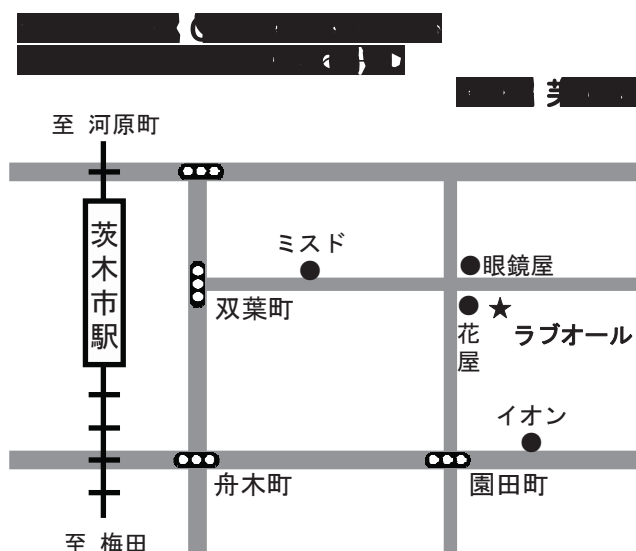 至 河原町
茨木市駅
ミスド
眼鏡屋
双葉町
花屋
★
ラブオール
イオン
舟木町
園田町
至 梅田